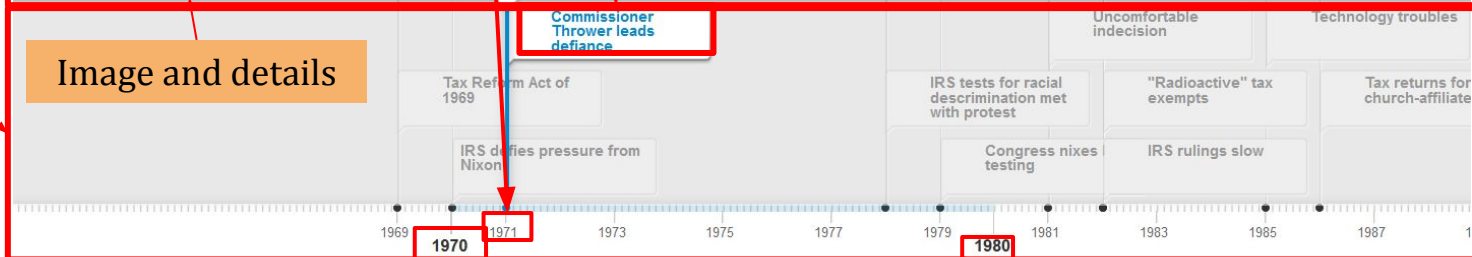 Commissioner
Thrower leads
defiance
Uncomfortable
indecision
Technology troubles
Image and details
Tax Reform Act of
1969
IRS tests for racial
descrimination met
with protest
"Radioactive" tax
exempts
Tax returns for
church-affiliate
IRS defies pressure from
Nixon
Congress nixes
testing
IRS rulings slow
1969
1970
1971
1973
1975
1977
1979
1980
1981
1983
1985
1987